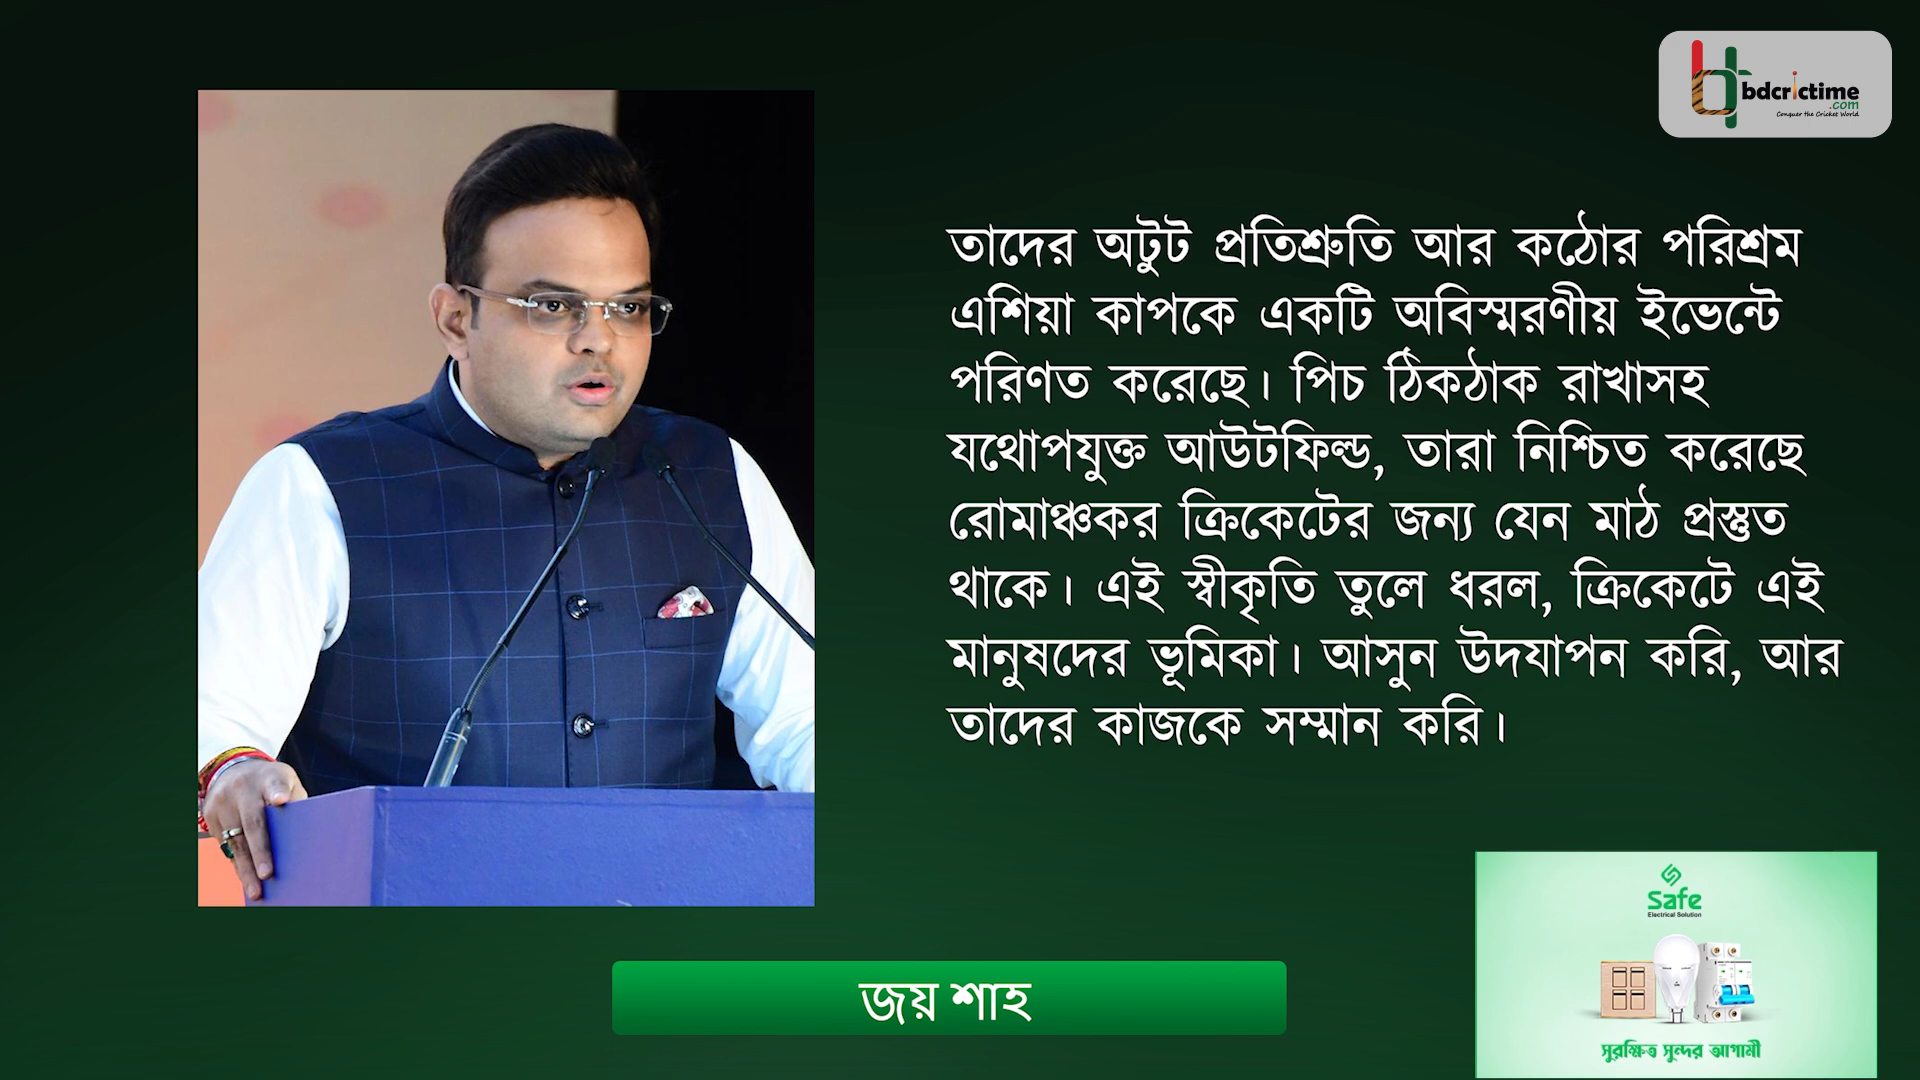 bdcrictime
.com
Conquer the Cricket World
তাদের অটুট প্রতিশ্রুতি আর কঠোর পরিশ্রম
এশিয়া কাপকে একটি অবিস্মরণীয় ইভেন্টে
পরিণত করেছে। পিচ ঠিকঠাক রাখাসহ
যথোপযুক্ত আউটফিল্ড, তারা নিশ্চিত করেছে
রোমাঞ্চকর ক্রিকেটের জন্য যেন মাঠ প্রস্তুত
থাকে। এই স্বীকৃতি তুলে ধরল, ক্রিকেটে এই
মানুষদের ভূমিকা। আসুন উদযাপন করি, আর
তাদের কাজকে সম্মান করি।
জয় শাহ
Safe
Electrical Solution
সুরক্ষিত সুন্দর আগামী